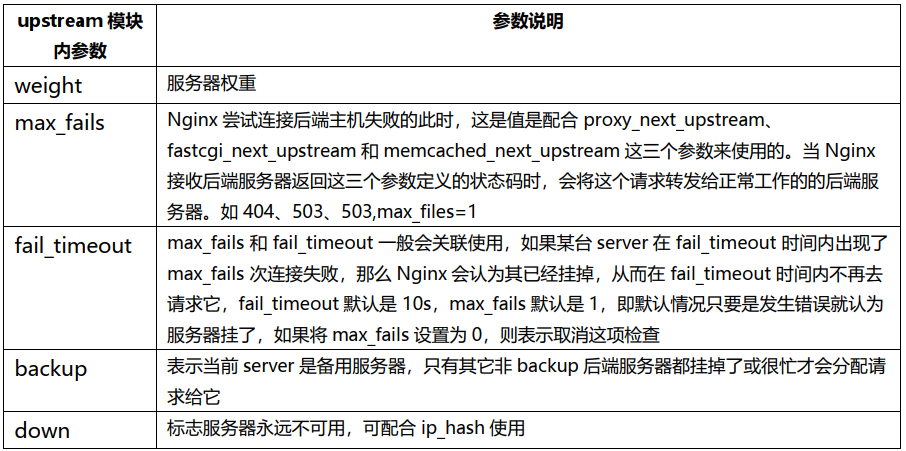 upstream 模块 参数说明
内参数
weight 服务器权重
max_fails Nginx 尝试连接后端主机失败的此时，这是值是配合 proxy_next_upstream、
fastcgi_next_upstream 和 memcached_next_upstream 这三个参数来使用的。当 Nginx
接收后端服务器返回这三个参数定义的状态码时，会将这个请求转发给正常工作的的后端服
务器。如 404、503、503,max_files=1
fail_timeout max_fails 和 fail_timeout 一般会关联使用，如果某台 server 在 fail_timeout 时间内出现了
max_fails 次连接失败，那么 Nginx 会认为其已经挂掉，从而在 fail_timeout 时间内不再去
请求它，fail_timeout 默认是 10s，max_fails 默认是 1，即默认情况只要是发生错误就认为
服务器挂了，如果将 max_fails 设置为 0，则表示取消这项检查
backup 表示当前 server 是备用服务器，只有其它非 backup 后端服务器都挂掉了或很忙才会分配请
求给它
down 标志服务器永远不可用，可配合 ip_hash 使用